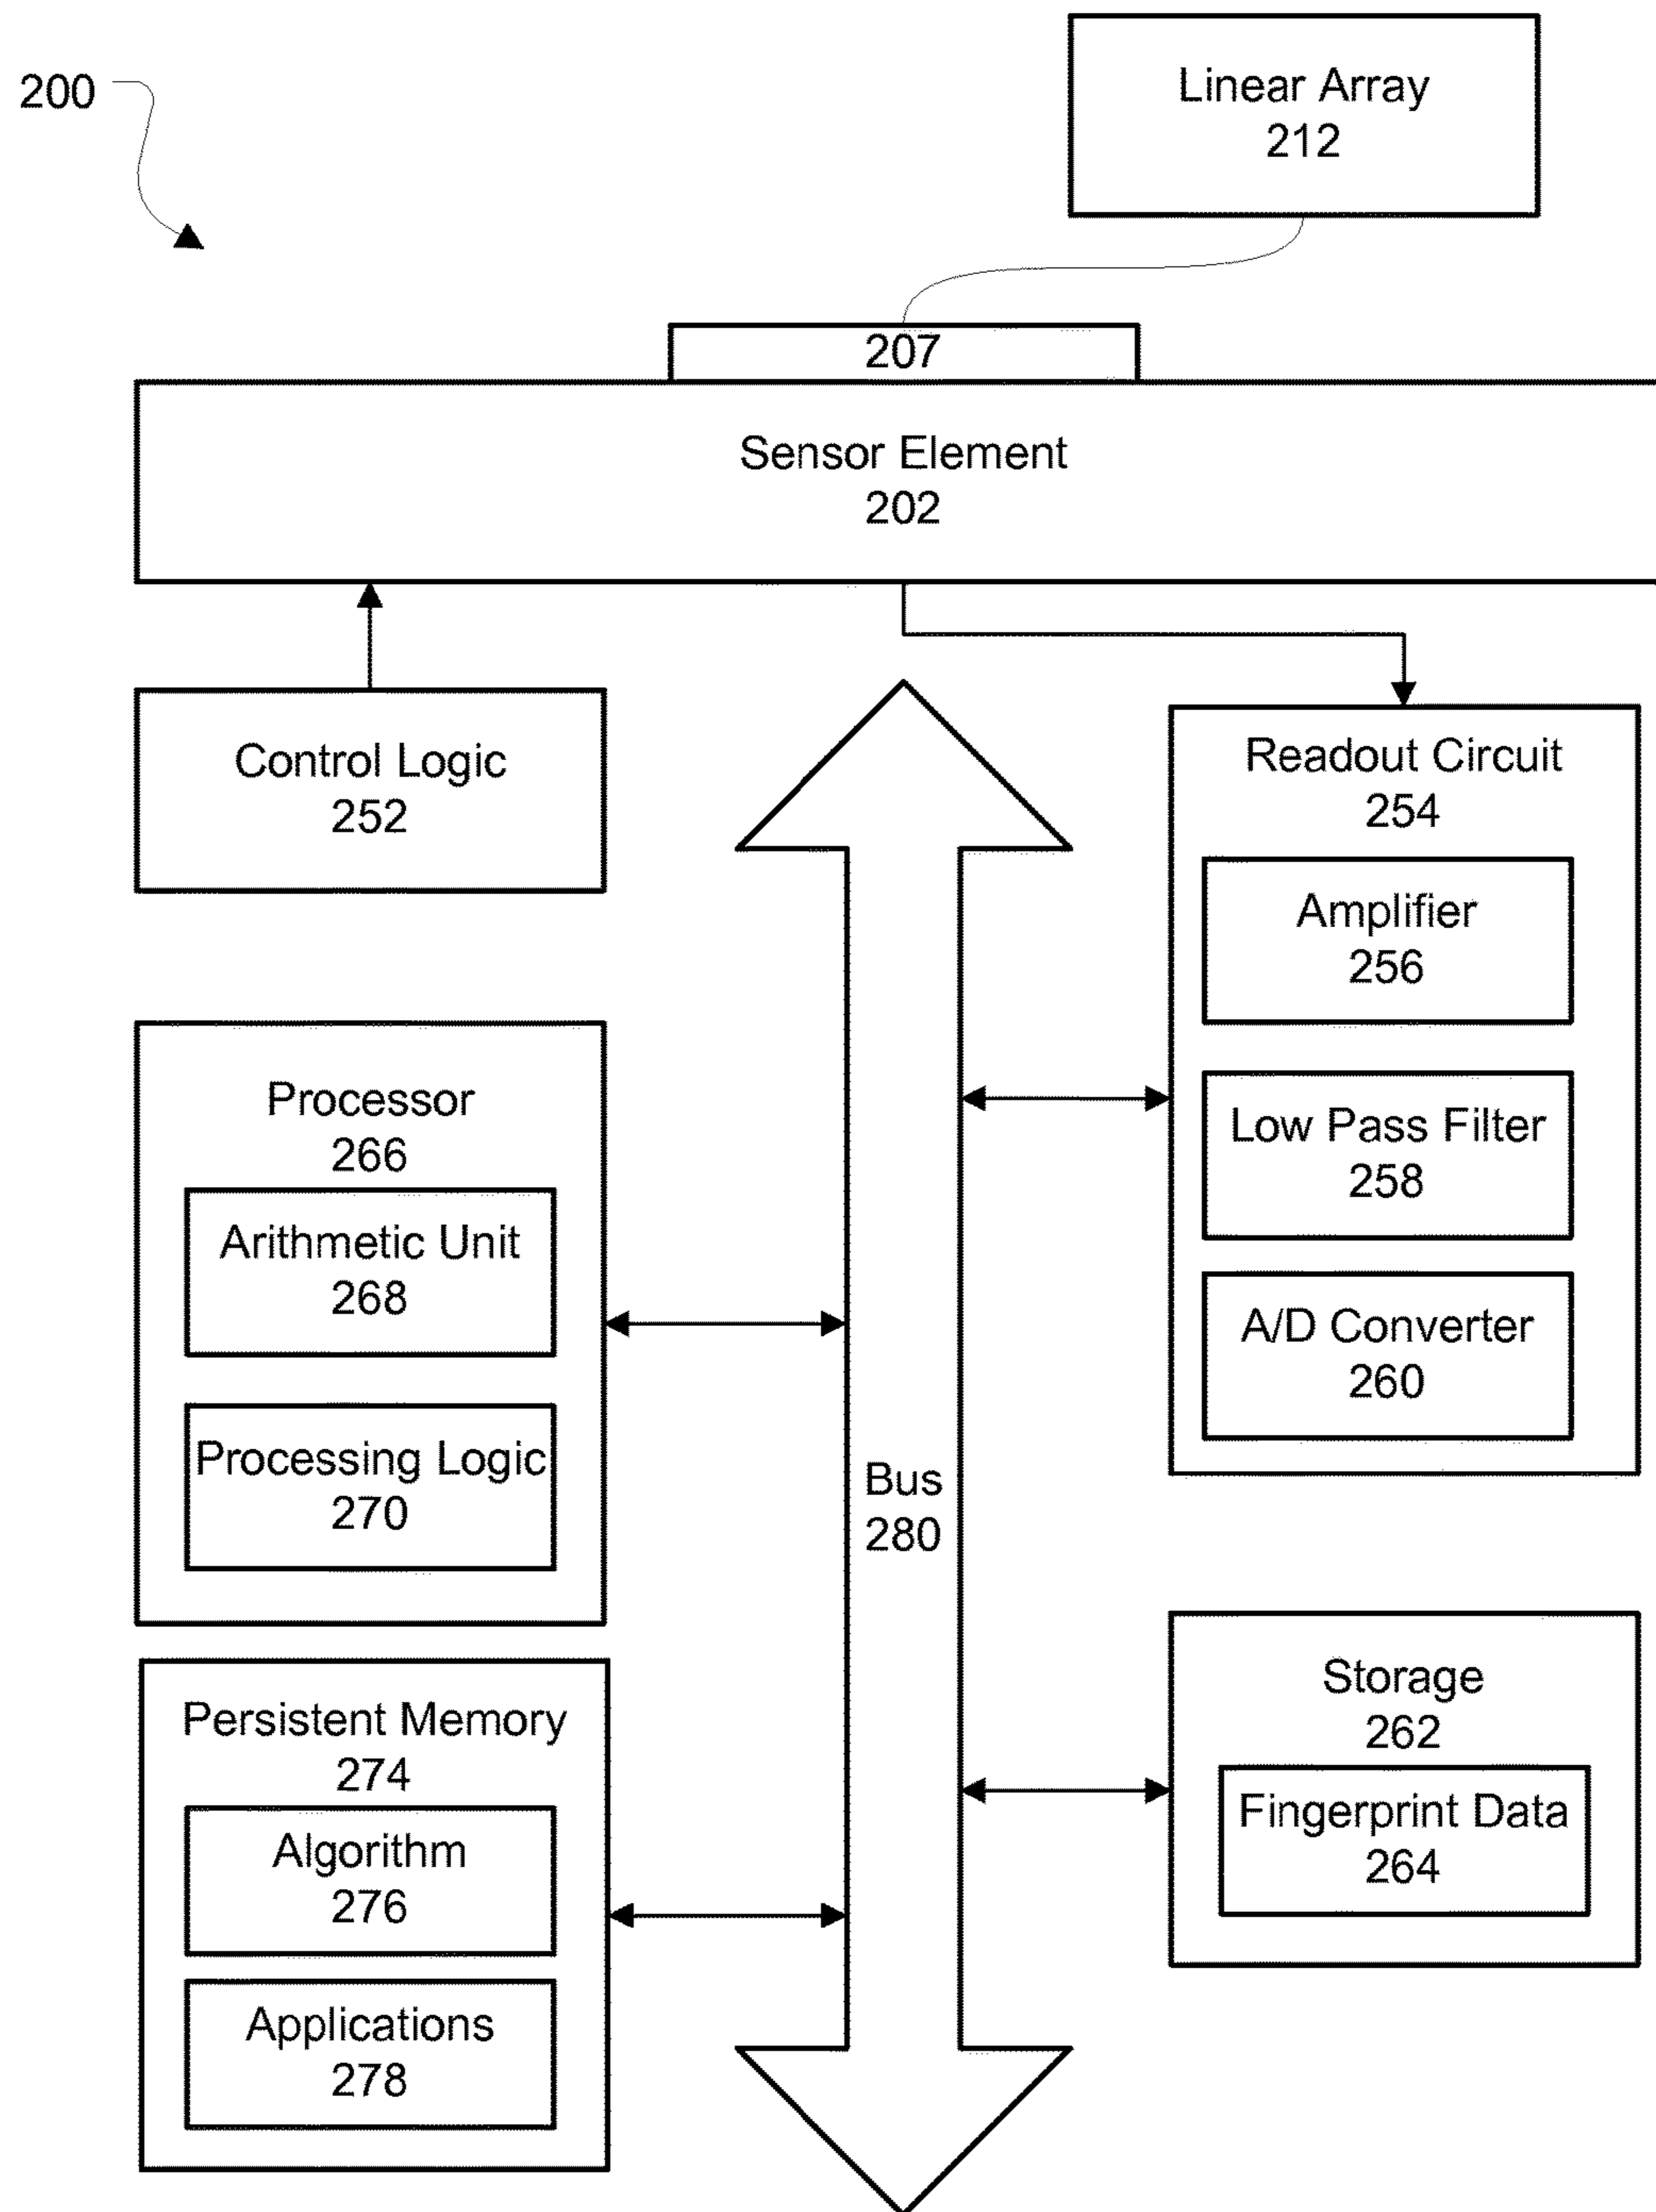 200
Linear Array
212
207
Sensor Element
202
Control Logic
252
Readout Circuit
254
Amplifier
256
Low Pass Filter
258
A/D Converter
260
Processor
266
Arithmetic Unit
268
Processing Logic
270
Bus
280
Storage
262
Fingerprint Data
264
Persistent Memory
274
Algorithm
276
Applications
278